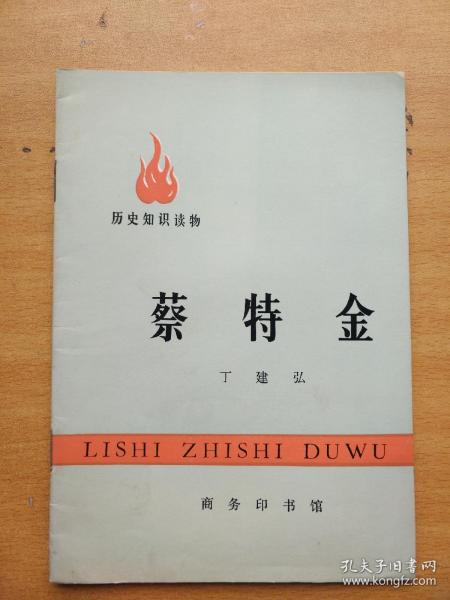 历史知识读物
蔡特金
丁建弘
LISHI ZHISHI DUWU
商务印书馆
孔夫子旧书网
www.kongfz.com